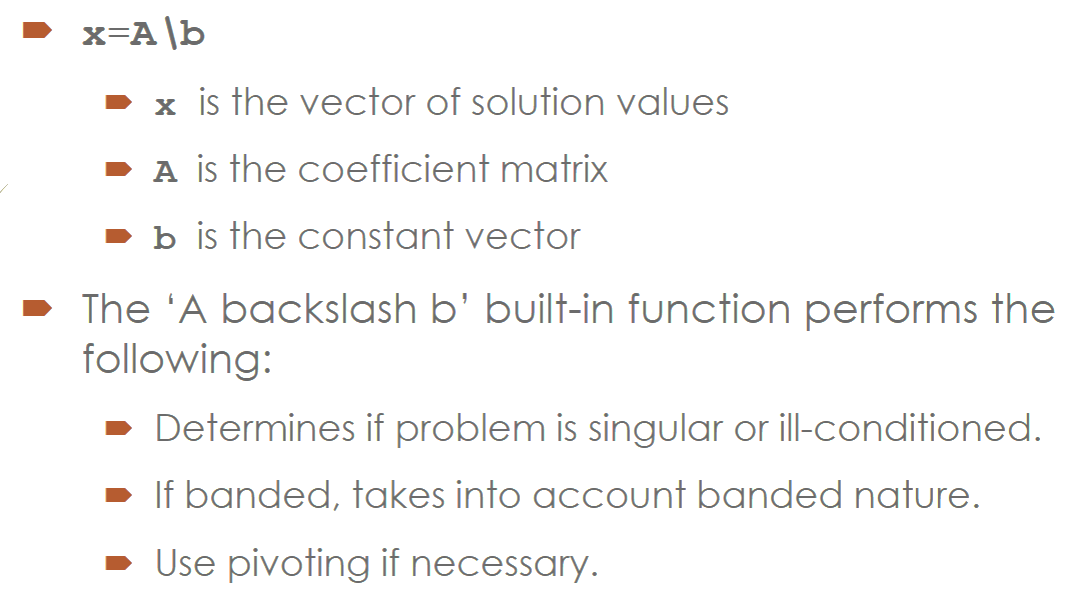 x=A\b
x is the vector of solution values
A is the coefficient matrix
b is the constant vector
The ‘A backslash b’ built-in function performs the
following:
Determines if problem is singular or ill-conditioned.
If banded, takes into account banded nature.
Use pivoting if necessary.